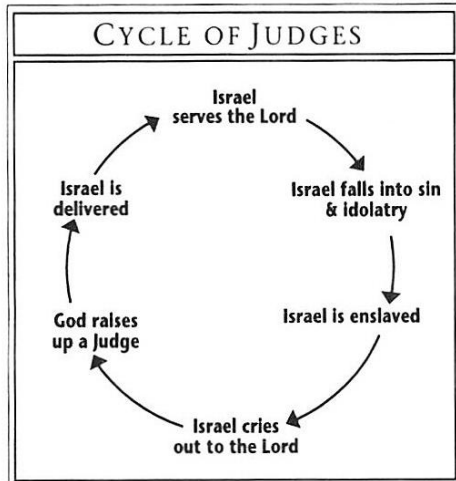 CYCLE OF JUDGES
Israel
serves the Lord
Israel falls into sin
& idolatry
Israel is enslaved
Israel cries
out to the Lord
God raises
up a Judge
Israel is
delivered